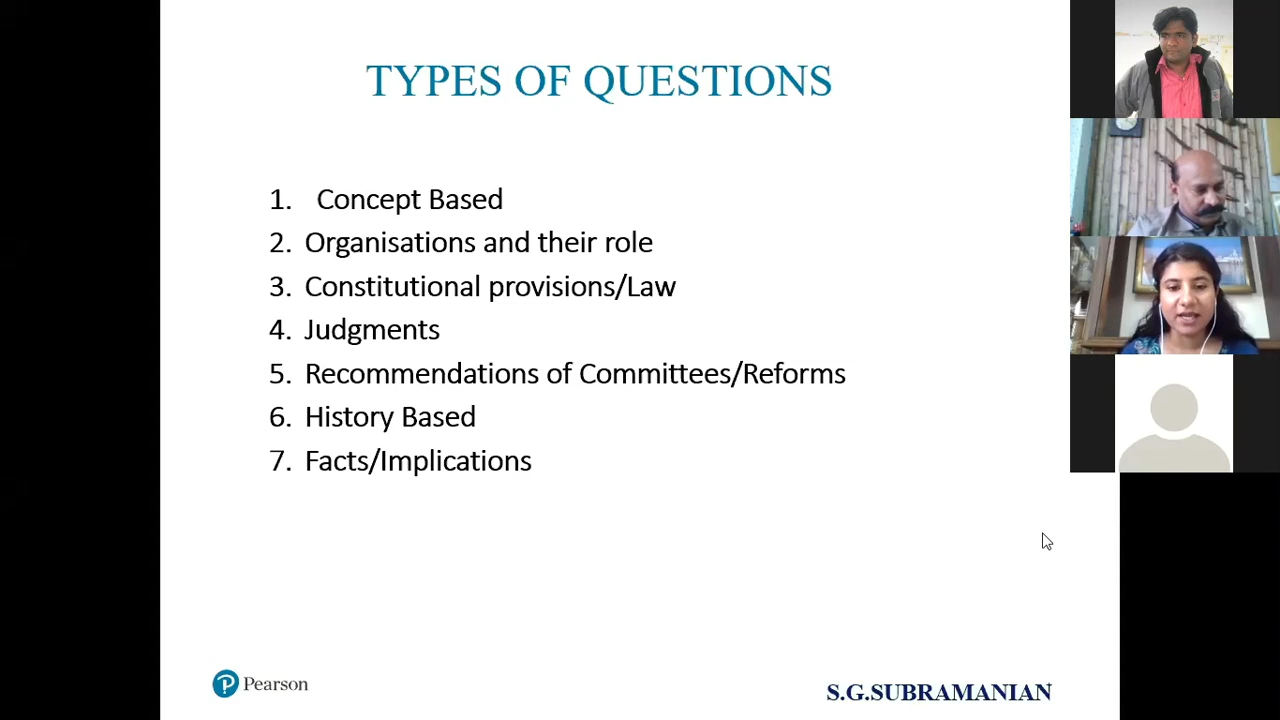 TYPES OF QUESTIONS
1. Concept Based
2. Organisations and their role
3. Constitutional provisions/Law
4. Judgments
5. Recommendations of Committees/Reforms
6. History Based
7. Facts/Implications
Pearson
S.G.SUBRAMANIAN